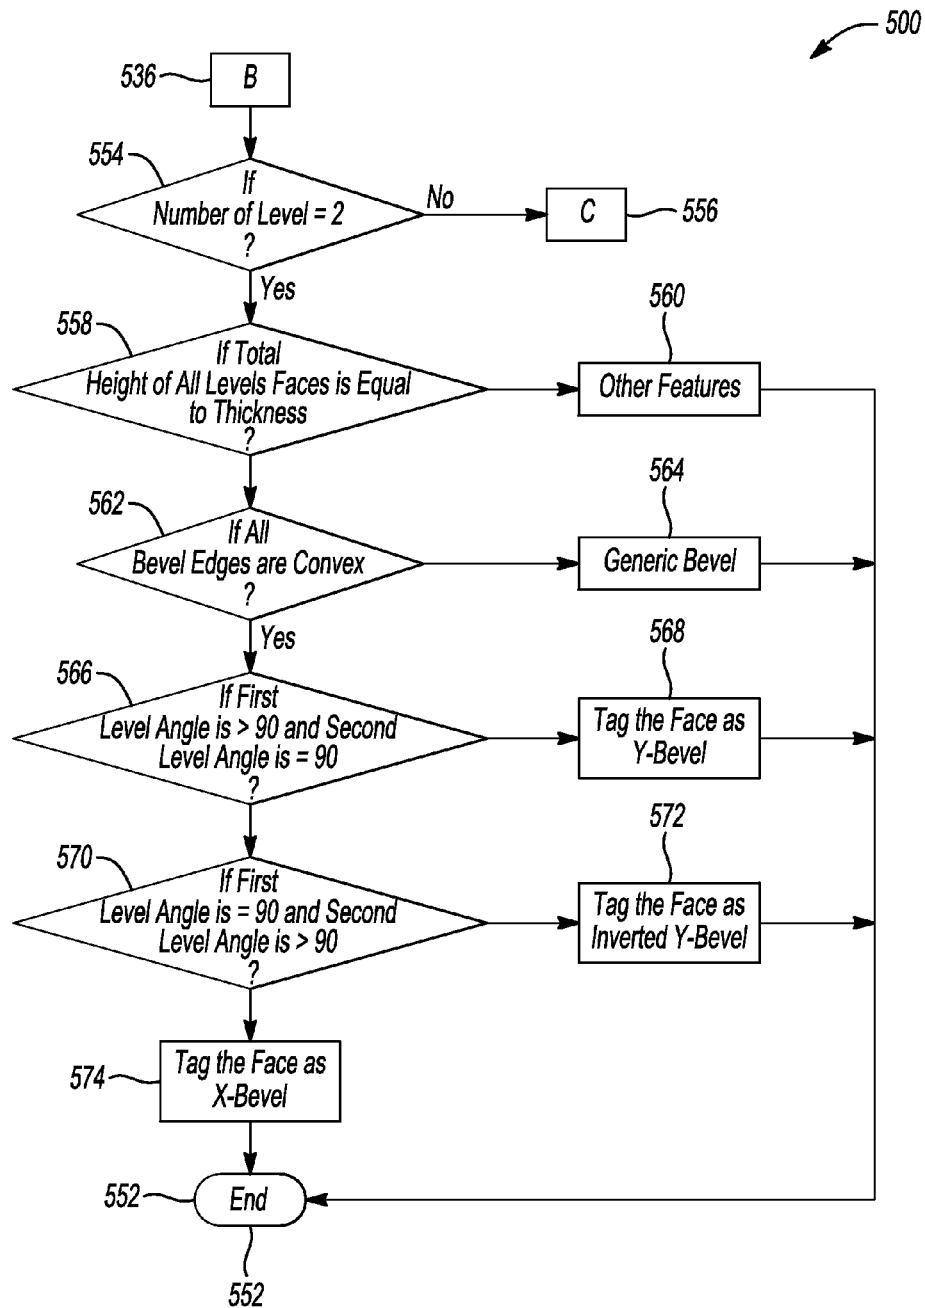 500
536
B
554
If
Number of Level = 2
?
No
C
556
Yes
558
If Total
Height of All Levels Faces is Equal
to Thickness
?
560
Other Features
562
If All
Bevel Edges are Convex
?
564
Generic Bevel
Yes
566
If First
Level Angle is > 90 and Second
Level Angle is = 90
?
568
Tag the Face as
Y-Bevel
570
If First
Level Angle is = 90 and Second
Level Angle is > 90
?
572
Tag the Face as
Inverted Y-Bevel
574
Tag the Face as
X-Bevel
552
End
552